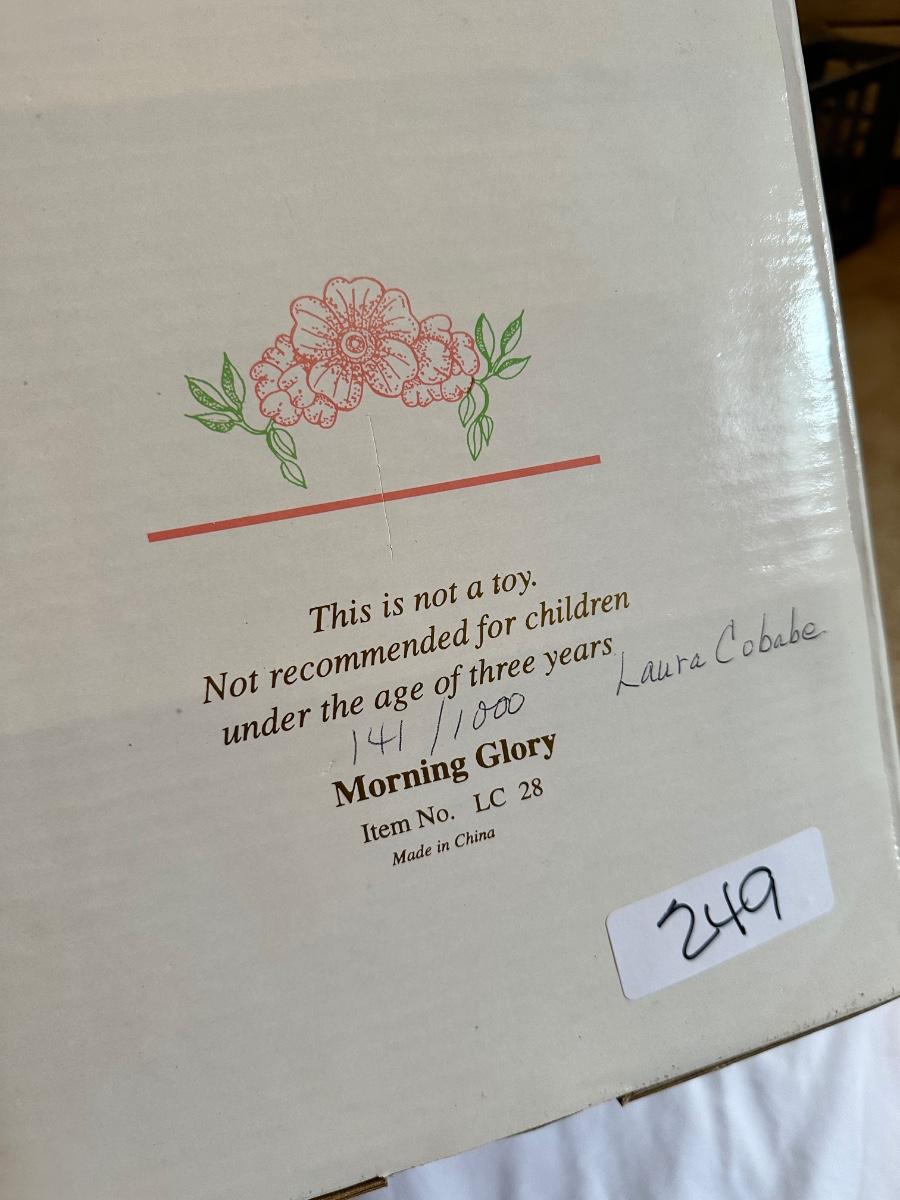 This is not a toy.
Not recommended for children
under the age of three years
Laura Cobabe
141/1000
Morning Glory
Item No. LC 28
Made in China
249